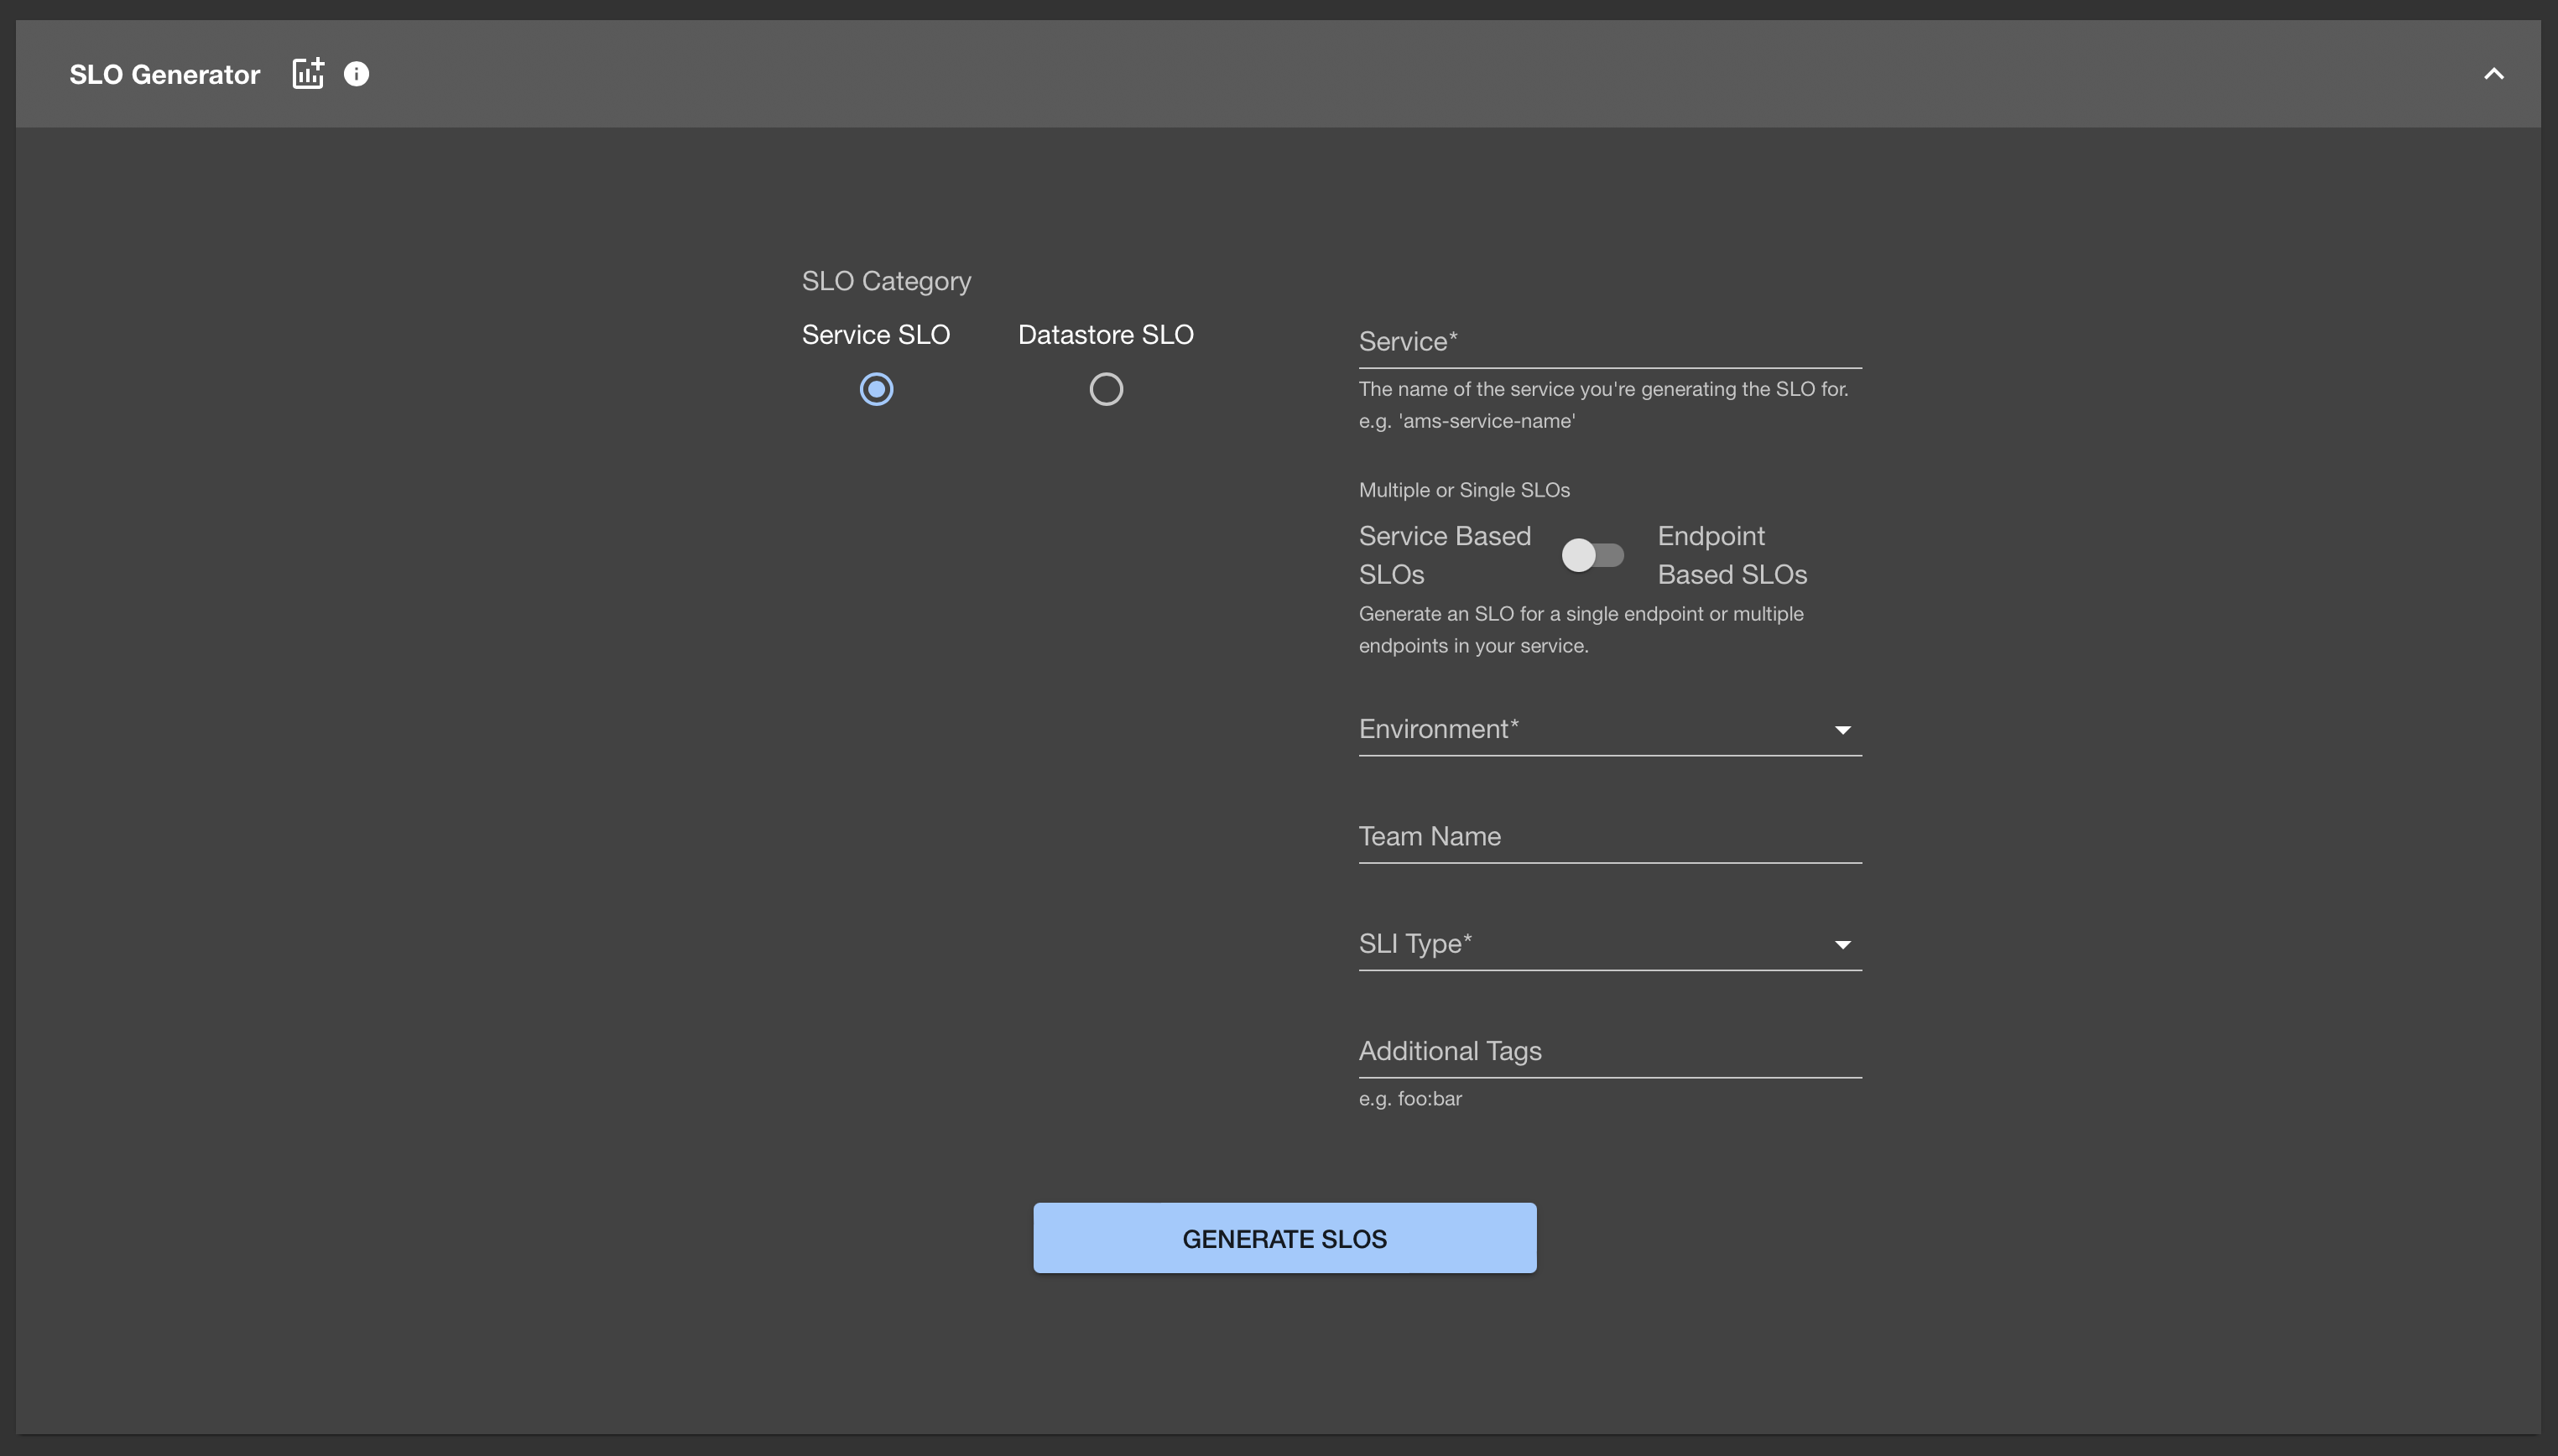 SLO Generator
SLO Category
Service SLO
Datastore SLO
Service*
The name of the service you're generating the SLO for.
e.g. 'ams-service-name'
Multiple or Single SLOs
Service Based
SLOs
Endpoint
Based SLOs
Generate an SLO for a single endpoint or multiple
endpoints in your service.
Environment*
Team Name
SLI Type*
Additional Tags
e.g. foo:bar
GENERATE SLOS